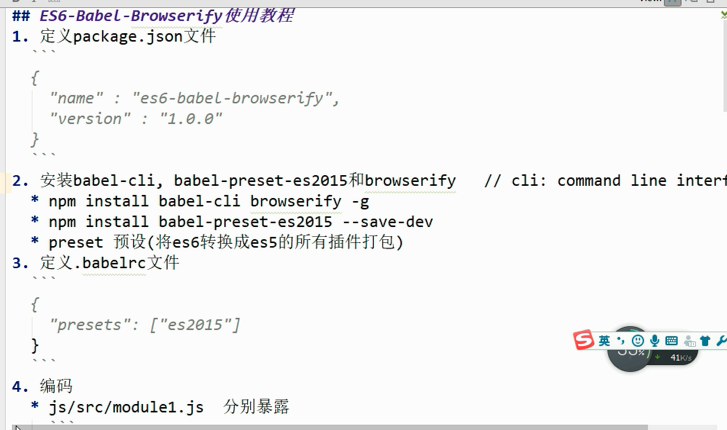 ## ES6-Babel-Browserify使用教程
1. 定义package.json文件
```
{
"name" : "es6-babel-browserify",
"version" : "1.0.0"
}
```
2. 安装babel-cli, babel-preset-es2015和browserify // cli: command line interf
* npm install babel-cli browserify -g
* npm install babel-preset-es2015 --save-dev
* preset 预设(将es6转换成es5的所有插件打包)
3. 定义.babelrc文件
```
{
"presets": ["es2015"]
}
```
英
41K/s
4. 编码
* js/src/module1.js 分别暴露
```